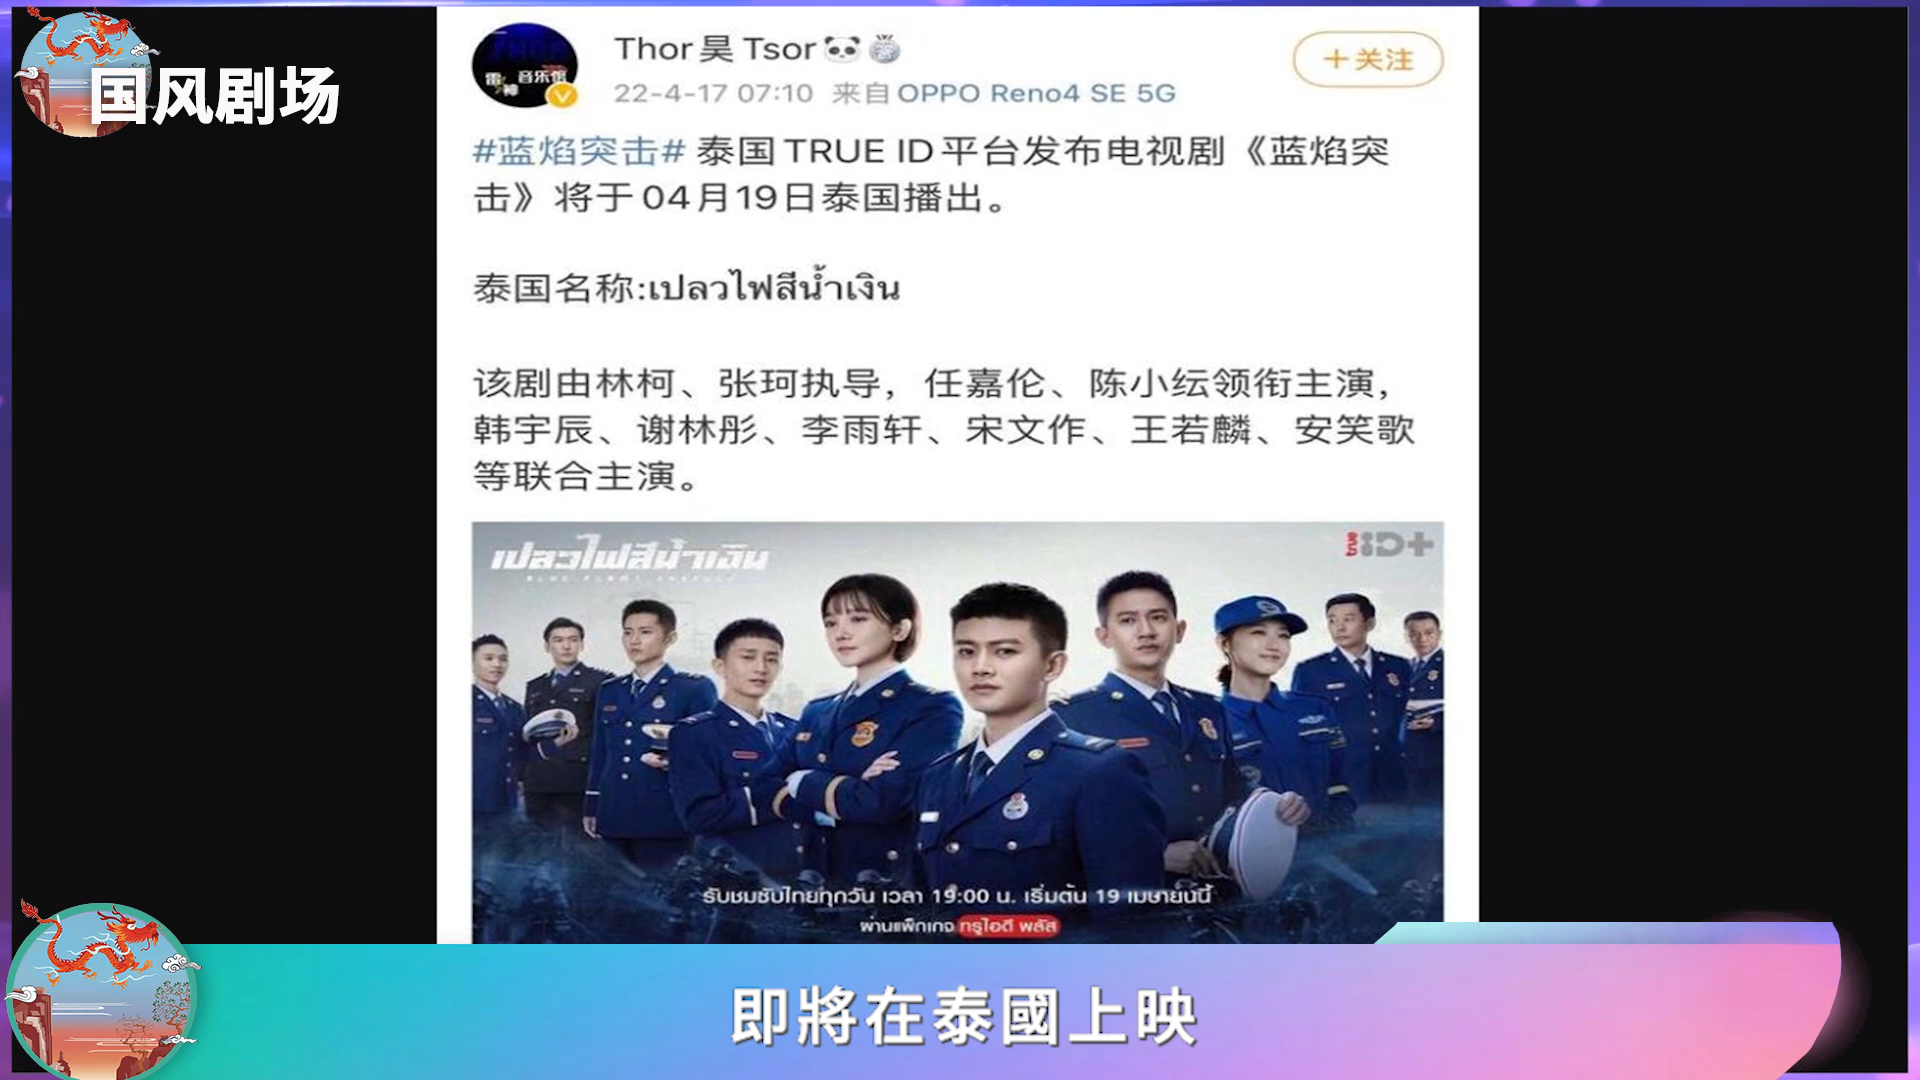 国风剧场
Thor昊 Tsor
22-4-17 07:10 来自 OPPO Reno4 SE 5G
+关注
雷神 音乐馆
#蓝焰突击# 泰国TRUE ID平台发布电视剧《蓝焰突
击》将于04月19日泰国播出。
泰国名称:เปลวไฟสีน้ำเงิน
该剧由林柯、张珂执导，任嘉伦、陈小纭领衔主演，
韩宇辰、谢林彤、李雨轩、宋文作、王若麟、安笑歌
等联合主演。
เปลวไฟสีน้ำเงิน
iD+
รับชมซับไทยทุกวัน เวลา 19:00 น. เริ่มต้น 19 เมษายนนี้
ผ่านแพ็กเกจ ทรูไอดี พลัส
即將在泰國上映